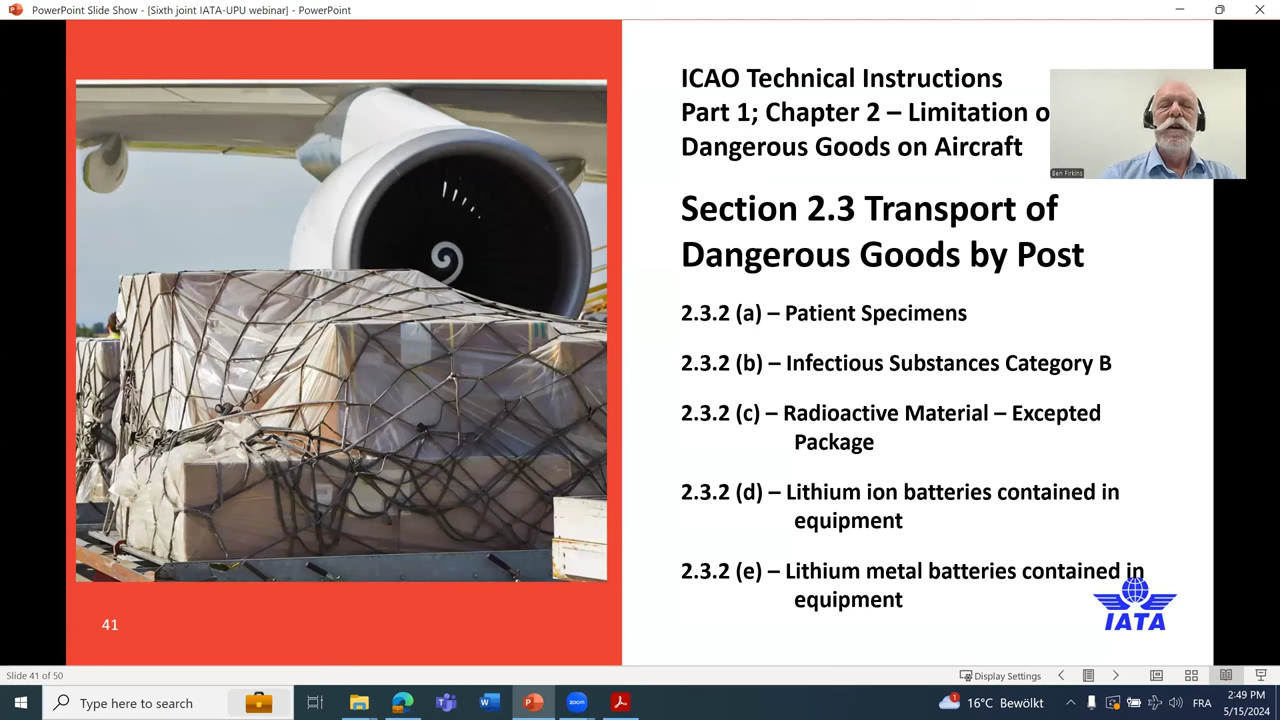 PowerPoint Slide Show - [Sixth joint IATA-UPU webinar] - PowerPoint
ICAO Technical Instructions
Part 1; Chapter 2 – Limitation o
Dangerous Goods on Aircraft
Ben Firkins
Section 2.3 Transport of
Dangerous Goods by Post
2.3.2 (a) – Patient Specimens
2.3.2 (b) – Infectious Substances Category B
2.3.2 (c) – Radioactive Material – Excepted
Package
2.3.2 (d) – Lithium ion batteries contained in
equipment
2.3.2 (e) – Lithium metal batteries contained in
equipment
IATA
41
Slide 41 of 50
Display Settings
Type here to search
zoom
1
16°C Bewölkt
FRA
2:49 PM
5/15/2024